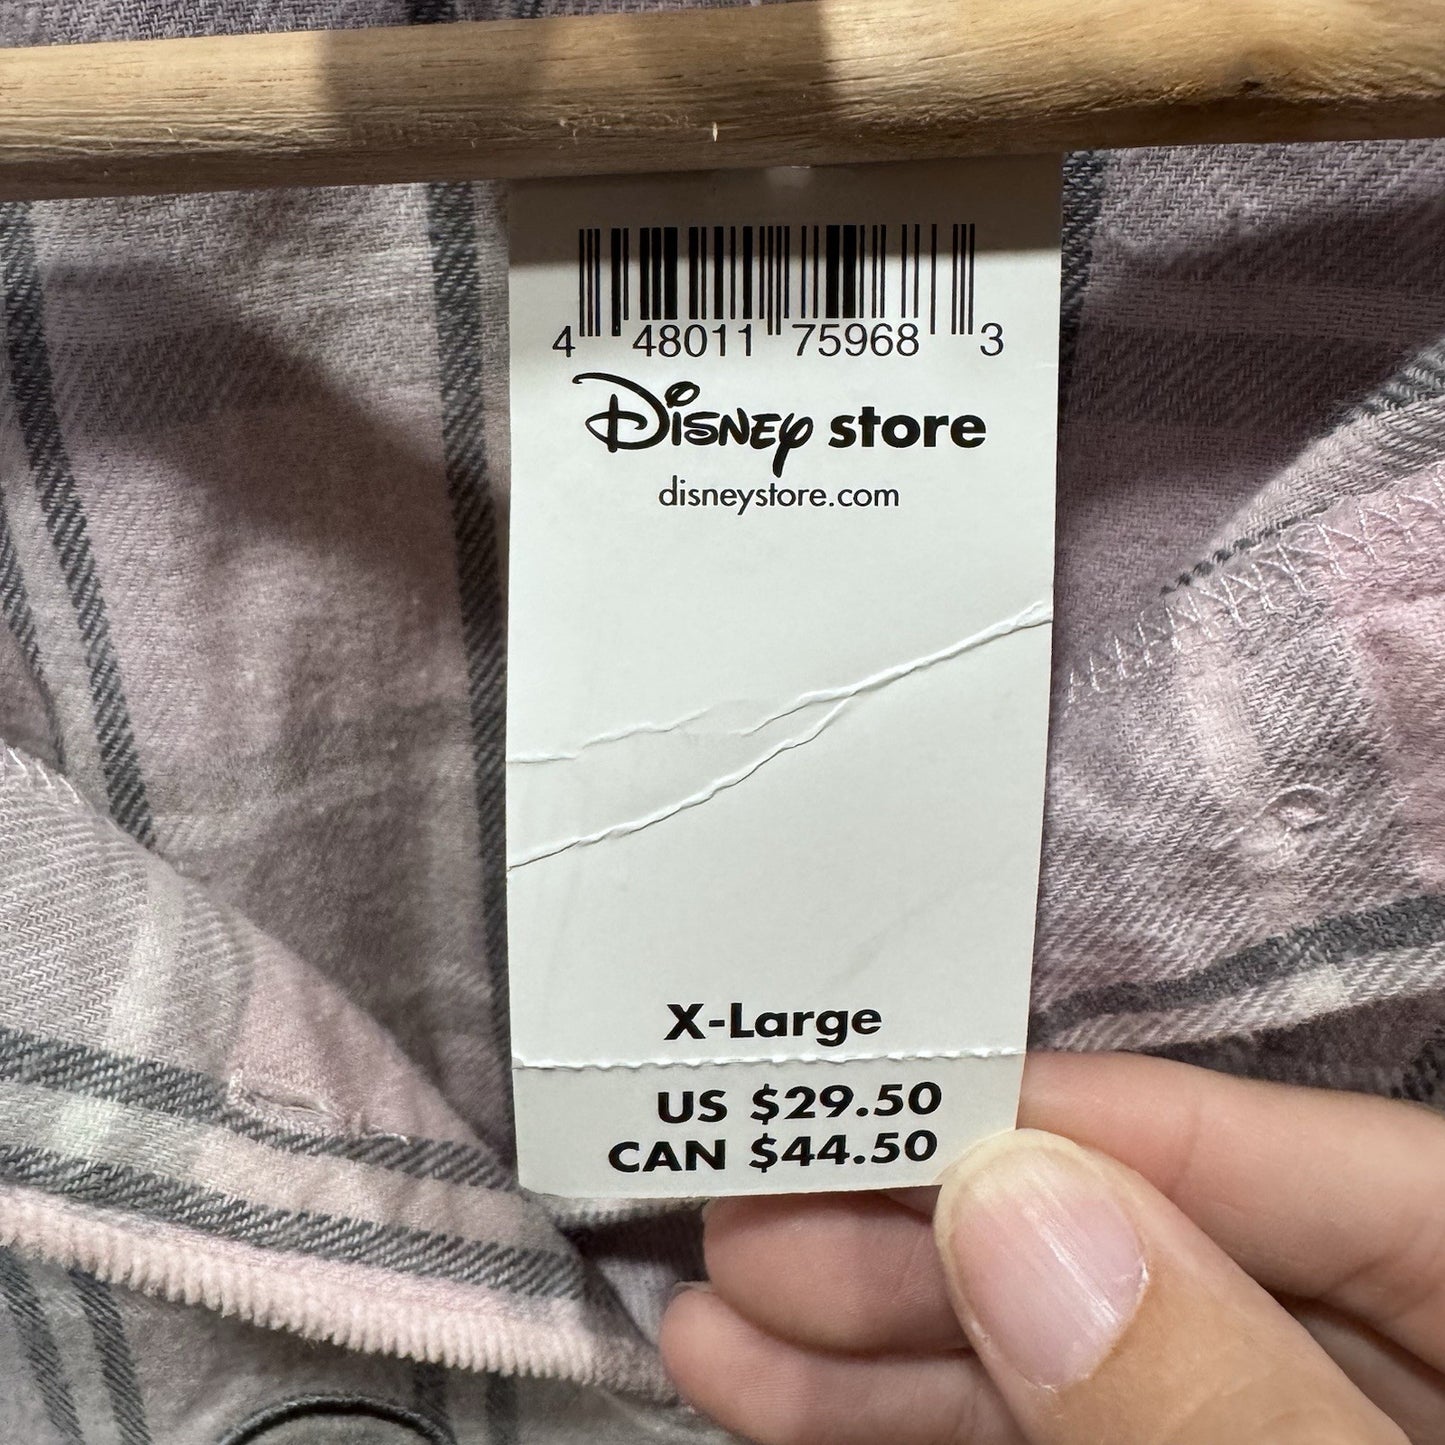 4 48011 75968 3
Disney store
disneystore.com
X-Large
US $29.50
CAN $44.50